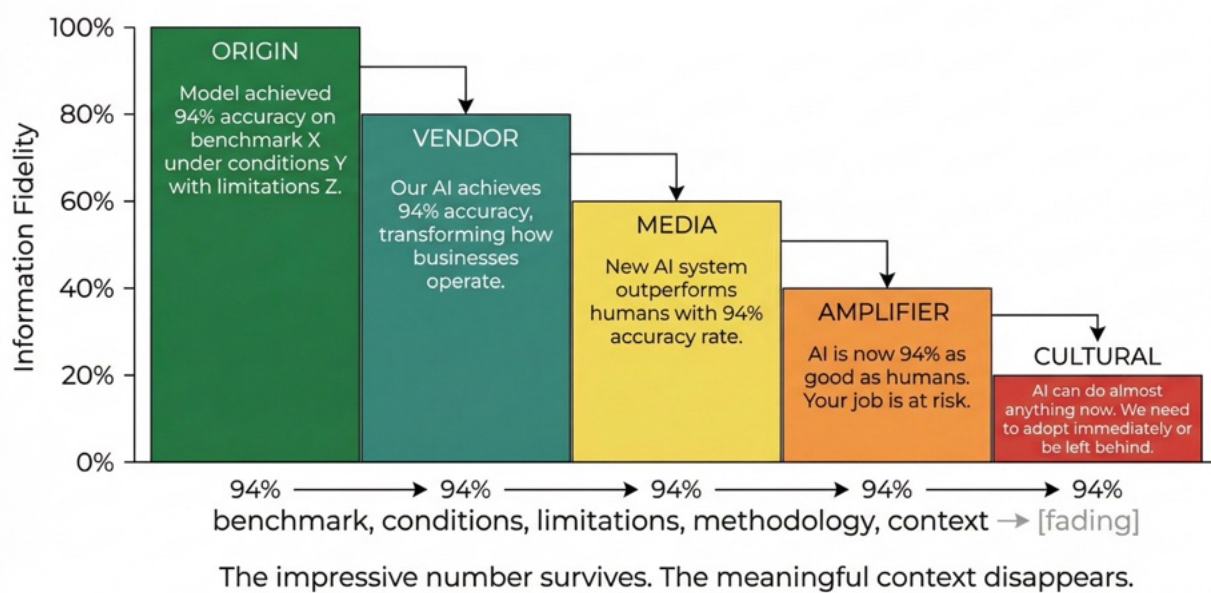 100%
80%
60%
40%
20%
0%
Information Fidelity
ORIGIN
Model achieved
94% accuracy on
benchmark X
under conditions Y
with limitations Z.
VENDOR
Our AI achieves
94% accuracy,
transforming how
businesses
operate.
MEDIA
New AI system
outperforms
humans with 94%
accuracy rate.
AMPLIFIER
AI is now 94% as
good as humans.
Your job is at risk.
CULTURAL
AI can do almost
anything now. We need
to adopt immediately or
be left behind.
94% → 94% → 94% → 94% → 94%
benchmark, conditions, limitations, methodology, context → [fading]
The impressive number survives. The meaningful context disappears.